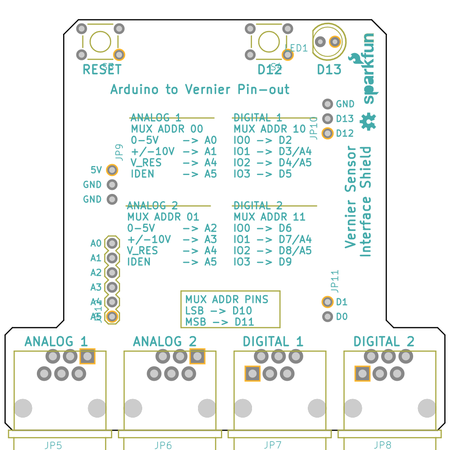 RESET
D12
LED1
D13
sparkfun
Arduino to Vernier Pin-out
GND
D13
D12
JP10
Vernier Sensor
Interface Shield
ANALOG 1
MUX ADDR 00
0-5V -> A0
+/-10V -> A1
V_RES -> A4
IDEN -> A5
DIGITAL 1
MUX ADDR 10
IO0 -> D2
IO1 -> D3/A4
IO2 -> D4/A5
IO3 -> D5
JP9
5V
GND
GND
ANALOG 2
MUX ADDR 01
0-5V -> A2
+/-10V -> A3
V_RES -> A4
IDEN -> A5
DIGITAL 2
MUX ADDR 11
IO0 -> D6
IO1 -> D7/A4
IO2 -> D8/A5
IO3 -> D9
A0
A1
A2
A3
A4
A5
JP11
D1
D0
MUX ADDR PINS
LSB -> D10
MSB -> D11
ANALOG 1
ANALOG 2
DIGITAL 1
DIGITAL 2
JP5
JP6
JP7
JP8